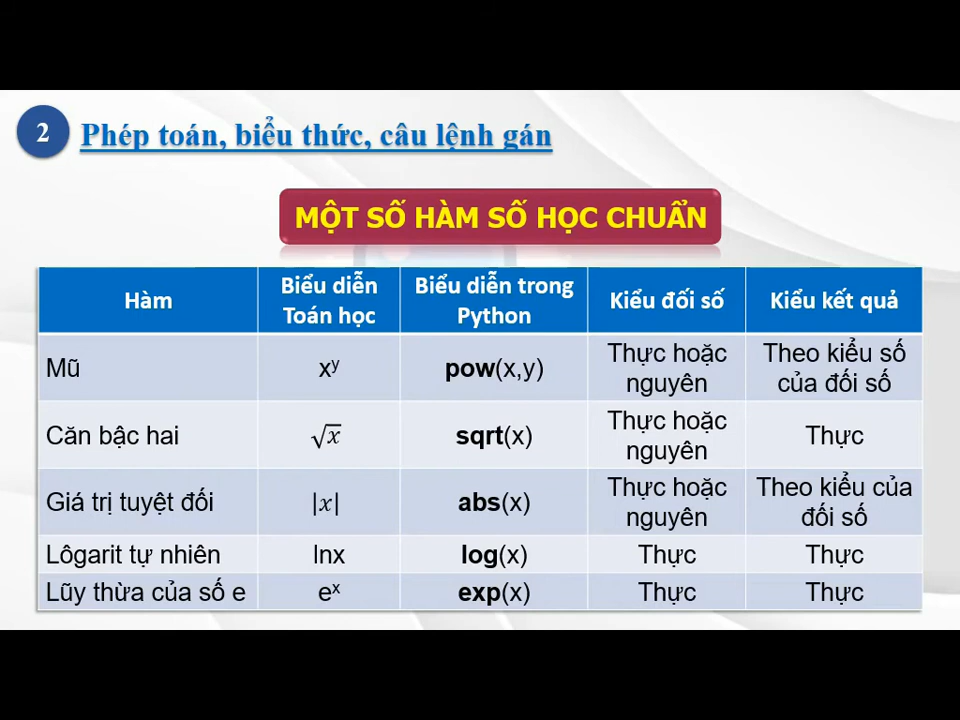 2
Phép toán, biểu thức, câu lệnh gán
MỘT SỐ HÀM SỐ HỌC CHUẨN
Hàm
Biểu diễn
Toán học
Biểu diễn trong
Python
Kiểu đối số
Kiểu kết quả
Mũ
xʸ
pow(x,y)
Thực hoặc
nguyên
Theo kiểu số
của đối số
Căn bậc hai
√x
sqrt(x)
Thực hoặc
nguyên
Thực
Giá trị tuyệt đối
|x|
abs(x)
Thực hoặc
nguyên
Theo kiểu của
đối số
Lôgarit tự nhiên
lnx
log(x)
Thực
Thực
Lũy thừa của số e
eˣ
exp(x)
Thực
Thực